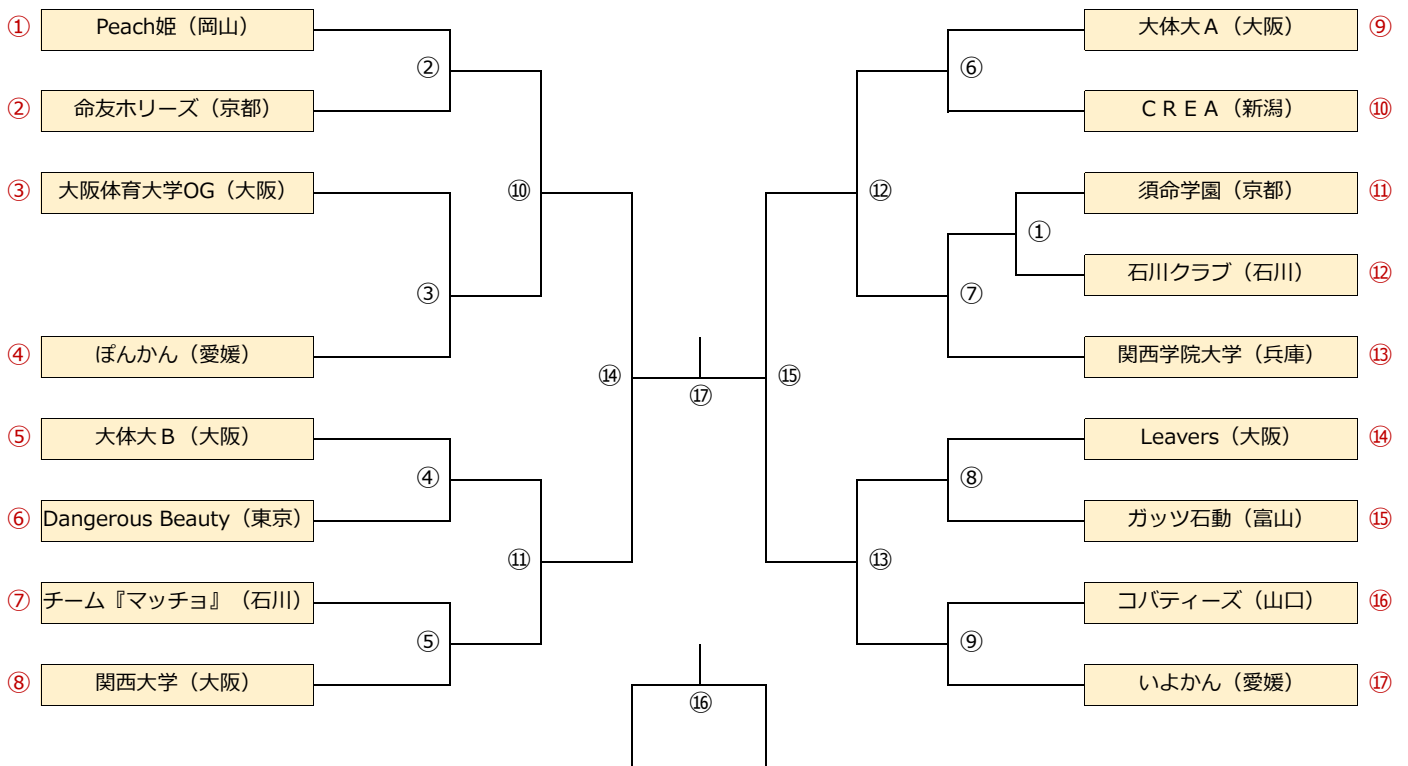 ① Peach姫（岡山）
②
② 命友ホリーズ（京都）
③ 大阪体育大学OG（大阪）
⑩
③
④ ぽんかん（愛媛）
⑭
⑤ 大体大Ｂ（大阪）
④
⑥ Dangerous Beauty（東京）
⑪
⑦ チーム『マッチョ』（石川）
⑤
⑧ 関西大学（大阪）
⑰
⑯
大体大Ａ（大阪） ⑨
⑥
ＣＲＥＡ（新潟） ⑩
⑫
須命学園（京都） ⑪
①
石川クラブ（石川） ⑫
⑦
関西学院大学（兵庫） ⑬
⑮
Leavers（大阪） ⑭
⑧
ガッツ石動（富山） ⑮
⑬
コバティーズ（山口） ⑯
⑨
いよかん（愛媛） ⑰